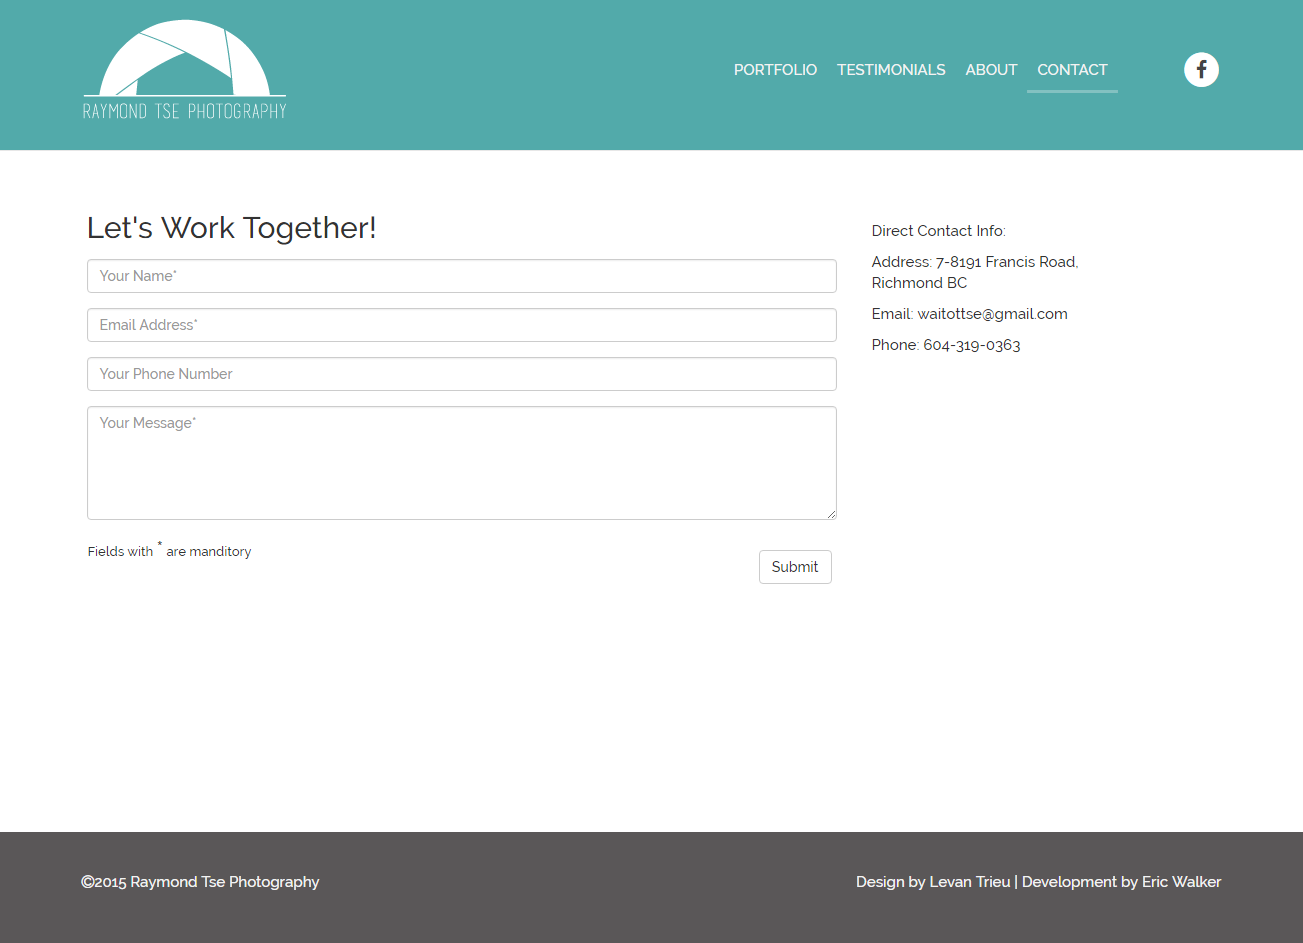 RAYMOND TSE PHOTOGRAPHY
PORTFOLIO TESTIMONIALS ABOUT CONTACT
Let's Work Together!
Your Name*
Email Address*
Your Phone Number
Your Message*
Fields with * are manditory
Submit
Direct Contact Info:
Address: 7-8191 Francis Road,
Richmond BC
Email: waitottse@gmail.com
Phone: 604-319-0363
©2015 Raymond Tse Photography
Design by Levan Trieu | Development by Eric Walker